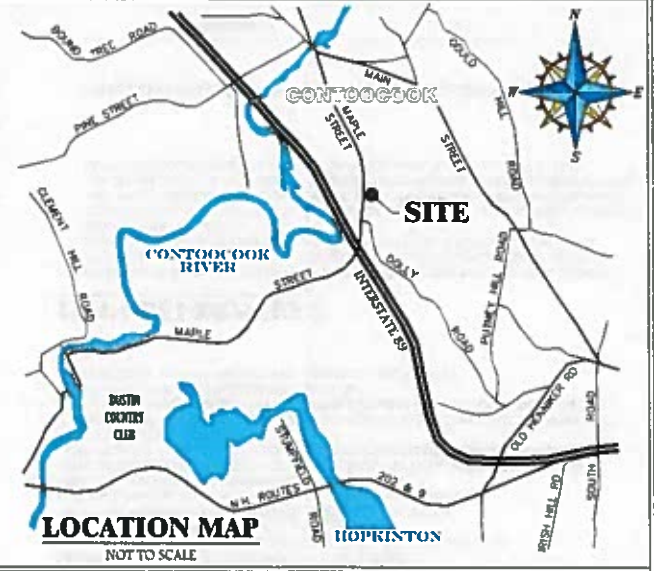 BOUND TREE ROAD
PINE STREET
CLEMENT HILL ROAD
MAIN STREET
CONTOOCOOK
MAPLE STREET
GOULD HILL ROAD
N
W
E
S
SITE
CONTOOCOOK
RIVER
MAPLE STREET
INTERSTATE 89
ROAD
PUTNEY HILL ROAD
OLD HENNIKER RD
SOUTH ROAD
IRISH HILL RD
COUNTRY
CLUB
STUMPFIELD ROAD
N H ROUTES 202 & 9
HOPKINTON
LOCATION MAP
NOT TO SCALE